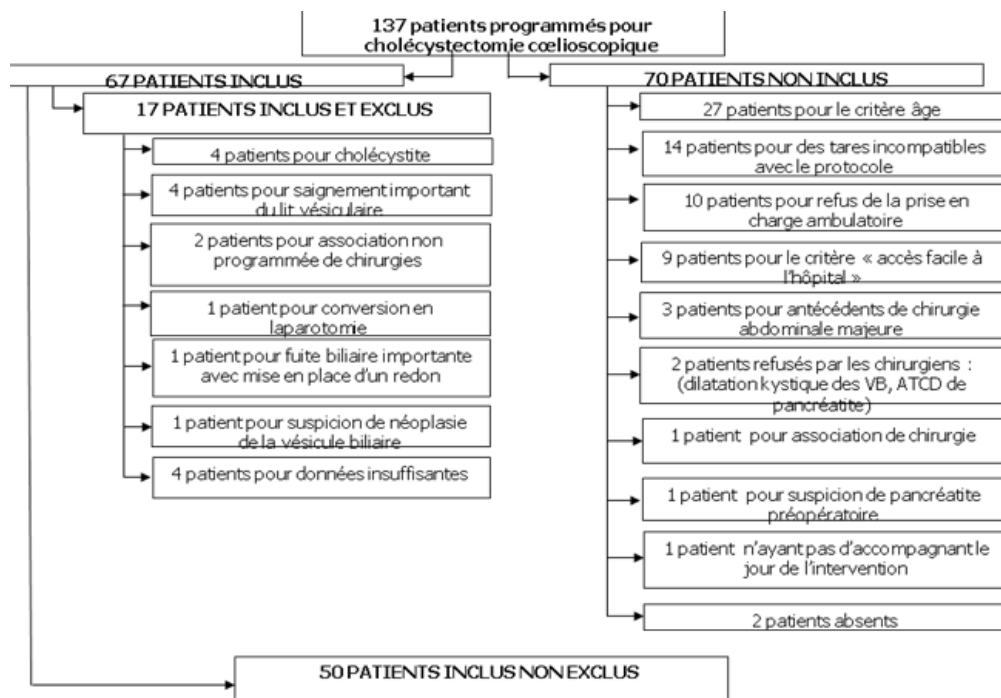 137 patients programmés pour
cholécystectomie cœlioscopique
67 PATIENTS INCLUS
17 PATIENTS INCLUS ET EXCLUS
4 patients pour cholécystite
4 patients pour saignement important
du lit vésiculaire
2 patients pour association non
programmée de chirurgies
1 patient pour conversion en
laparotomie
1 patient pour fuite biliaire importante
avec mise en place d'un redon
1 patient pour suspicion de néoplasie
de la vésicule biliaire
4 patients pour données insuffisantes
70 PATIENTS NON INCLUS
27 patients pour le critère âge
14 patients pour des tares incompatibles
avec le protocole
10 patients pour refus de la prise en
charge ambulatoire
9 patients pour le critère « accès facile à
l'hôpital »
3 patients pour antécédents de chirurgie
abdominale majeure
2 patients refusés par les chirurgiens :
(dilatation kystique des VB, ATCD de
pancréatite)
1 patient pour association de chirurgie
1 patient pour suspicion de pancréatite
préopératoire
1 patient n'ayant pas d'accompagnant le
jour de l'intervention
2 patients absents
50 PATIENTS INCLUS NON EXCLUS